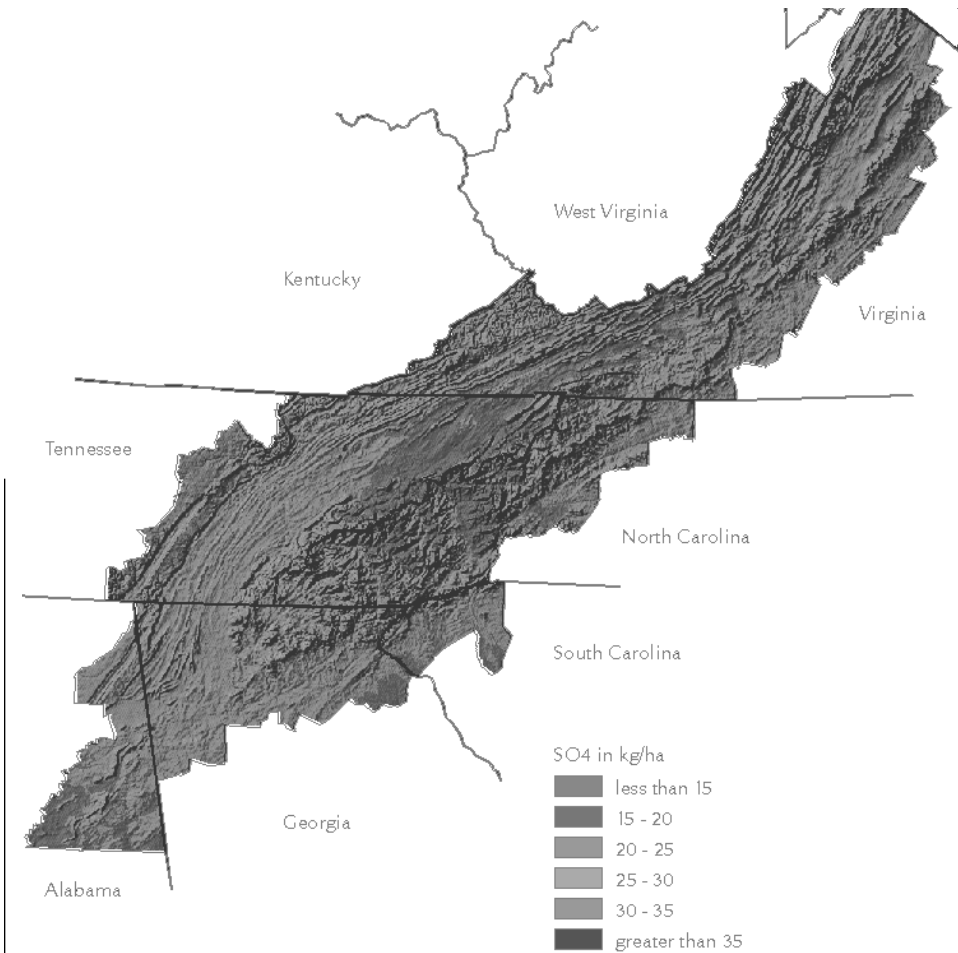 West Virginia
Kentucky
Virginia
Tennessee
North Carolina
South Carolina
SO4 in kg/ha
less than 15
15 - 20
Georgia
20 - 25
25 - 30
Alabama
30 - 35
greater than 35